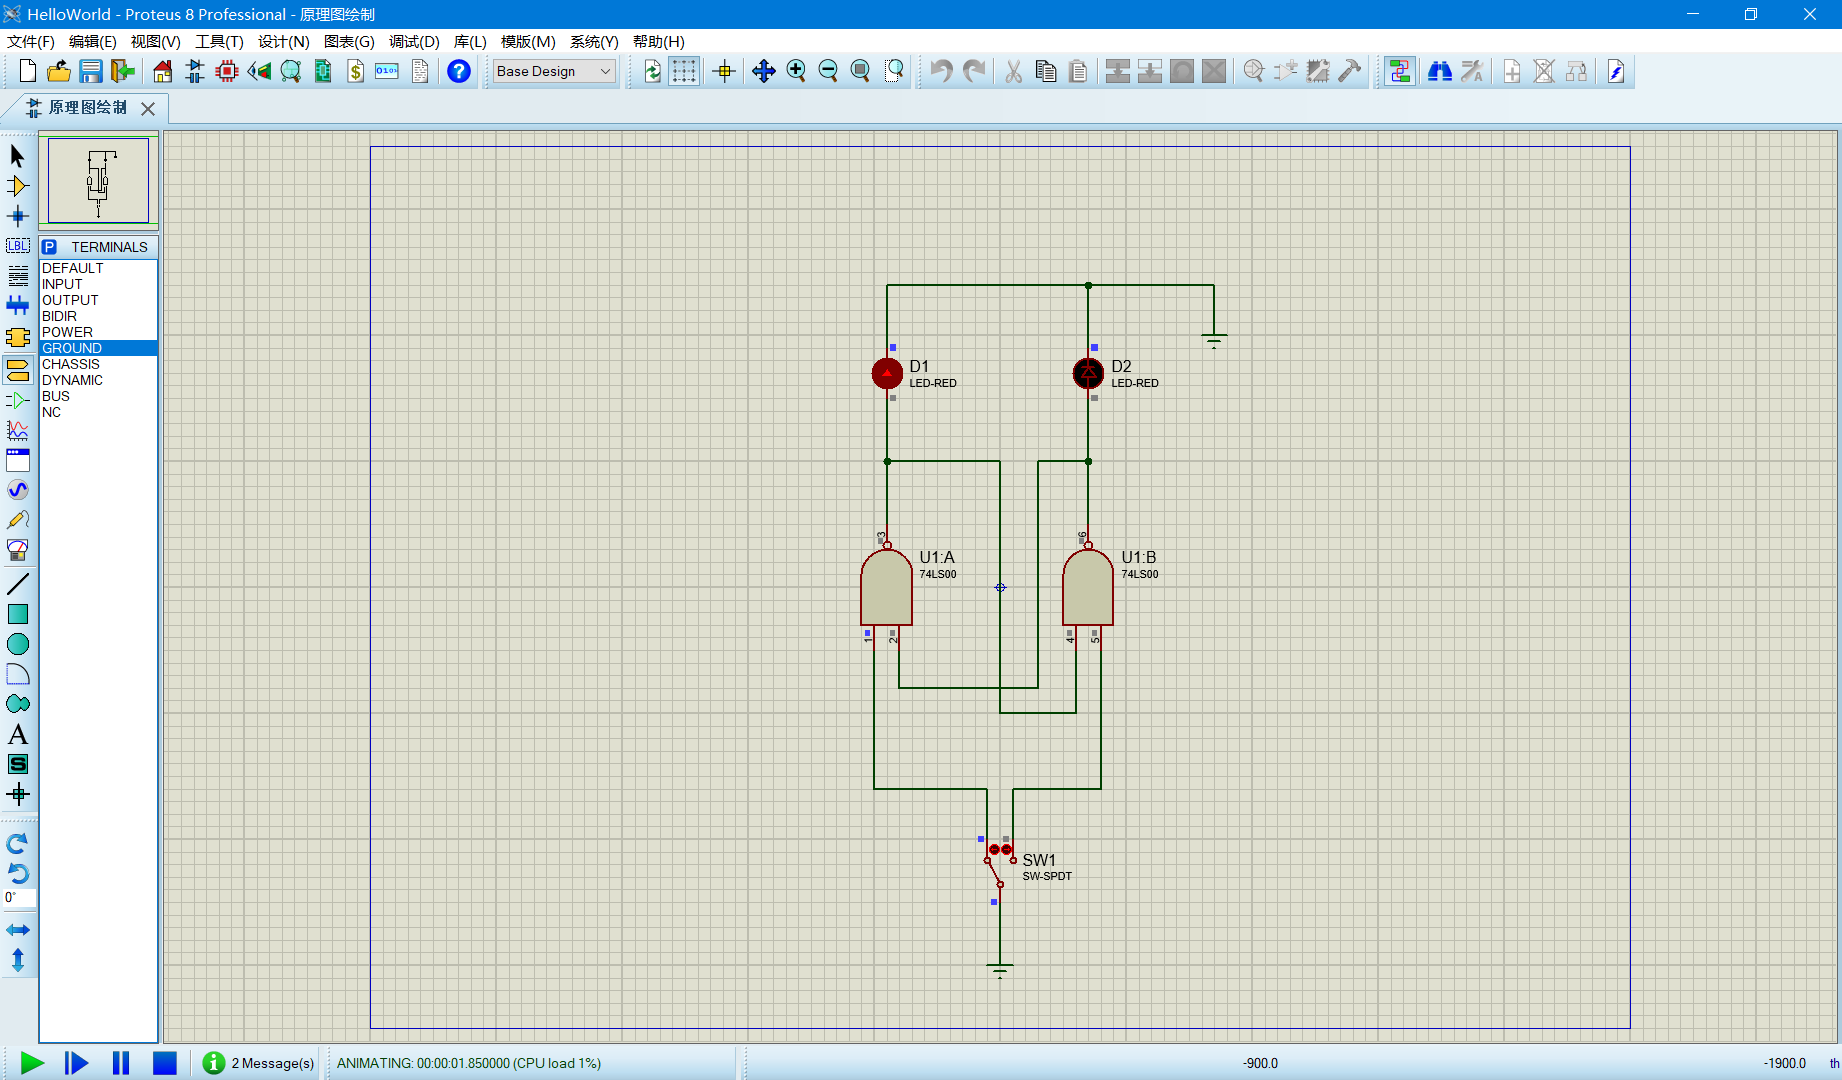 HelloWorld - Proteus 8 Professional - 原理图绘制
文件(F) 编辑(E) 视图(V) 工具(T) 设计(N) 图表(G) 调试(D) 库(L) 模版(M) 系统(Y) 帮助(H)
Base Design
原理图绘制
P TERMINALS
DEFAULT
INPUT
OUTPUT
BIDIR
POWER
GROUND
CHASSIS
DYNAMIC
BUS
NC
LBL
A
S
0°
D1
LED-RED
D2
LED-RED
3
U1:A
74LS00
6
U1:B
74LS00
1
2
4
5
SW1
SW-SPDT
2 Message(s)
ANIMATING: 00:00:01.850000 (CPU load 1%)
-900.0
-1900.0
th